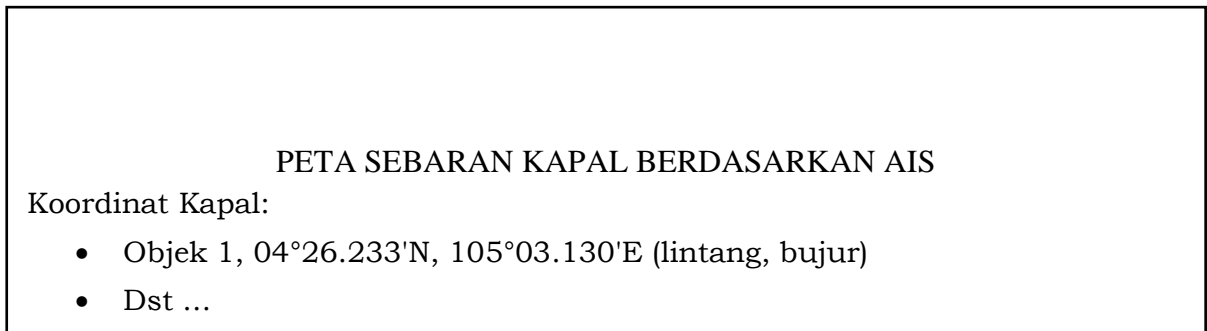 PETA SEBARAN KAPAL BERDASARKAN AIS
Koordinat Kapal:
• Objek 1, 04°26.233'N, 105°03.130'E (lintang, bujur)
• Dst …